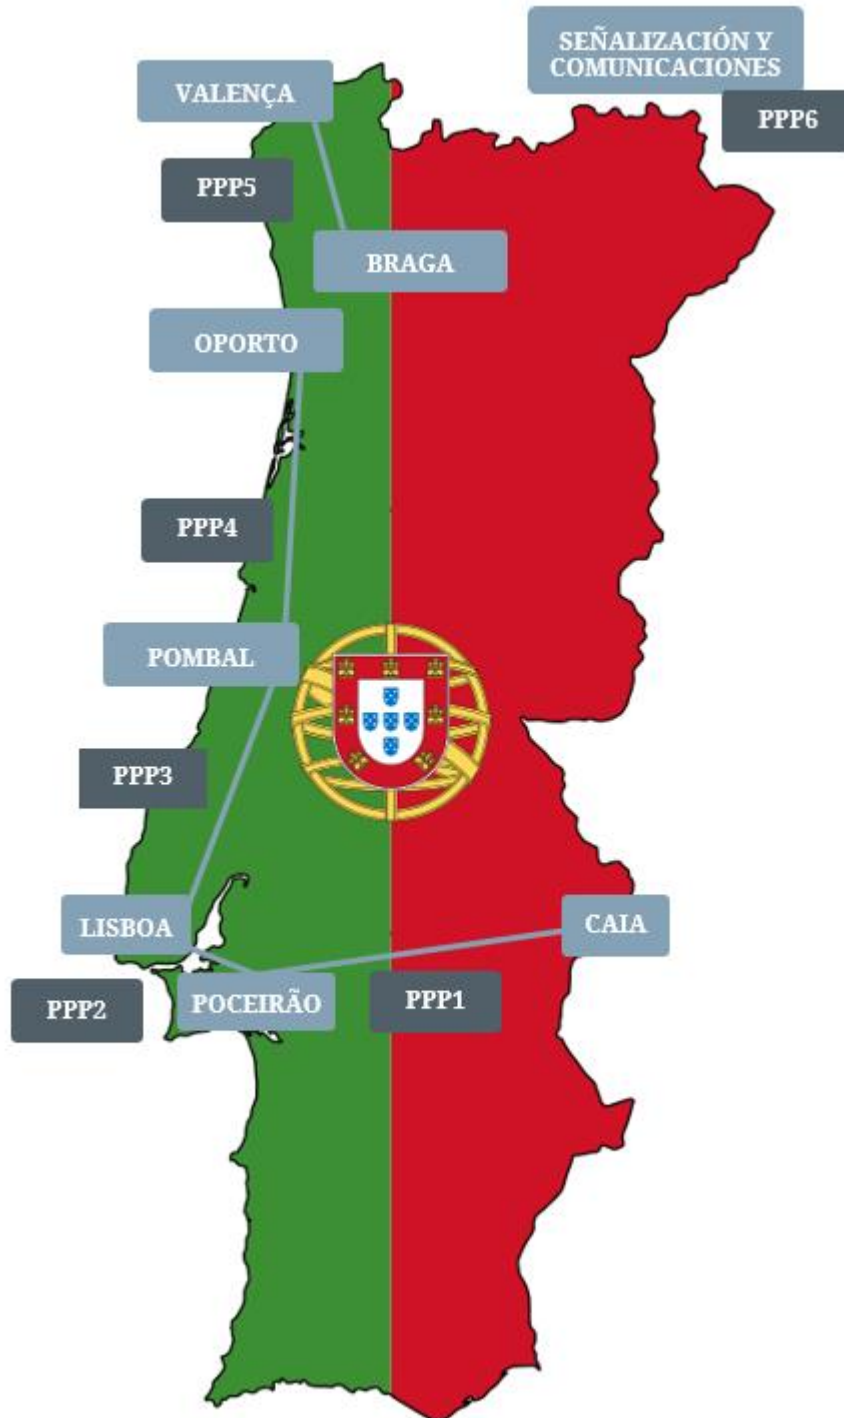 SEÑALIZACIÓN Y
COMUNICACIONES
PPP6
VALENÇA
PPP5
BRAGA
OPORTO
PPP4
POMBAL
PPP3
LISBOA
CAIA
PPP2
POCEIRÃO
PPP1